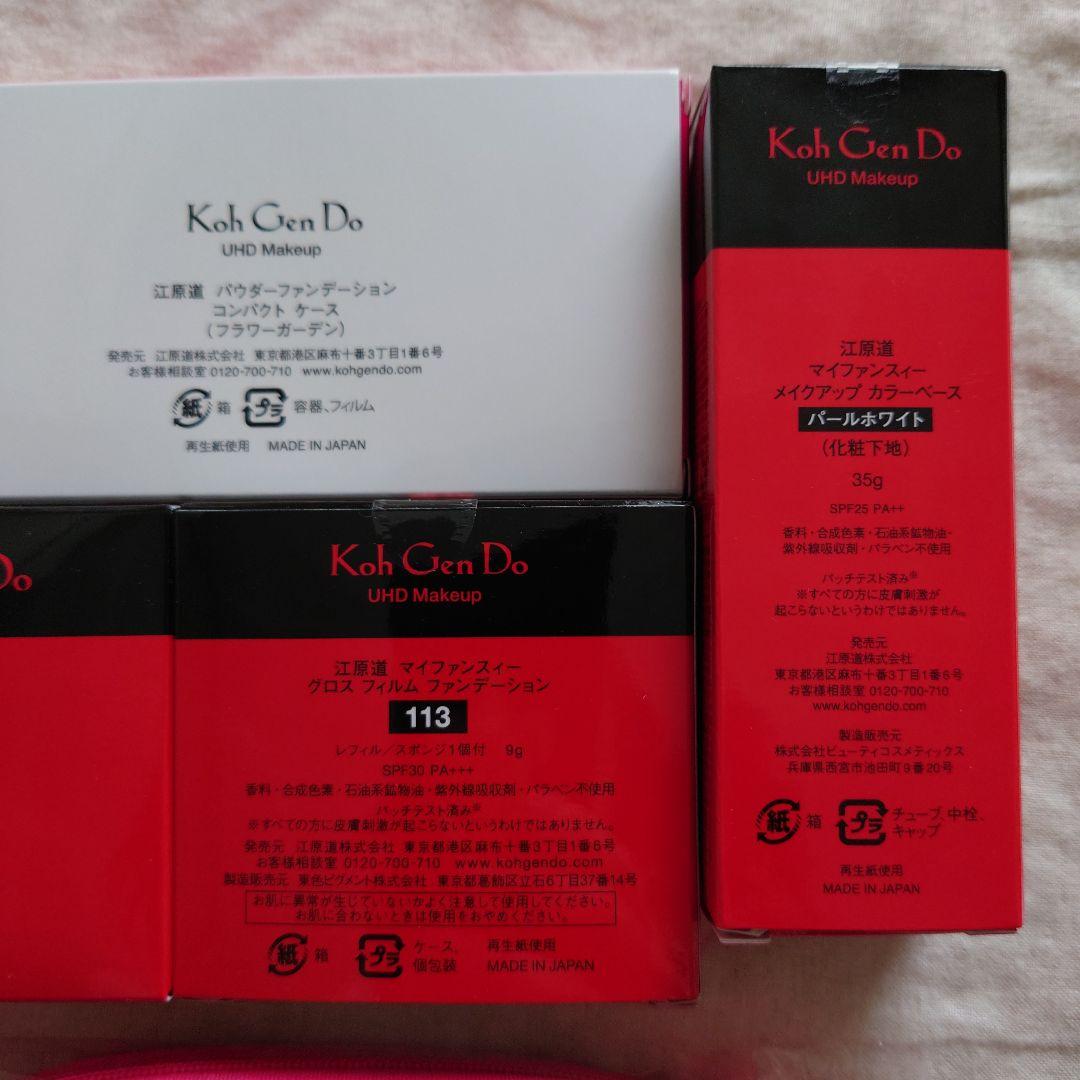 Koh Gen Do
UHD Makeup
江原道 パウダーファンデーション
コンパクト ケース
(フラワーガーデン)
発売元 江原道株式会社 東京都港区麻布十番3丁目1番6号
お客様相談室 0120-700-710 www.kohgendo.com
紙 箱 プラ 容器、フィルム
再生紙使用 MADE IN JAPAN
Koh Gen Do
UHD Makeup
江原道
マイファンスィー
メイクアップ カラーベース
パールホワイト
(化粧下地)
35g
SPF25 PA++
香料・合成色素・石油系鉱物油・
紫外線吸収剤・パラベン不使用
パッチテスト済み※
※すべての方に皮膚刺激が
起こらないというわけではありません。
発売元
江原道株式会社
東京都港区麻布十番3丁目1番6号
お客様相談室 0120-700-710
www.kohgendo.com
製造販売元
株式会社ビューティコスメティックス
兵庫県西宮市池田町9番20号
紙 箱 プラ チューブ、中栓、
キャップ
再生紙使用
MADE IN JAPAN
Do
Koh Gen Do
UHD Makeup
江原道 マイファンスィー
グロス フィルム ファンデーション
113
レフィル/スポンジ1個付 9g
SPF30 PA+++
香料・合成色素・石油系鉱物油・紫外線吸収剤・パラベン不使用
パッチテスト済み※
※すべての方に皮膚刺激が起こらないというわけではありません。
発売元 江原道株式会社 東京都港区麻布十番3丁目1番6号
お客様相談室 0120-700-710 www.kohgendo.com
製造販売元 東色ピグメント株式会社 東京都葛飾区立石6丁目37番14号
お肌に異常が生じていないかよく注意して使用してください。
お肌に合わないときは使用をおやめください。
紙 箱 プラ ケース、
個包装
再生紙使用
MADE IN JAPAN